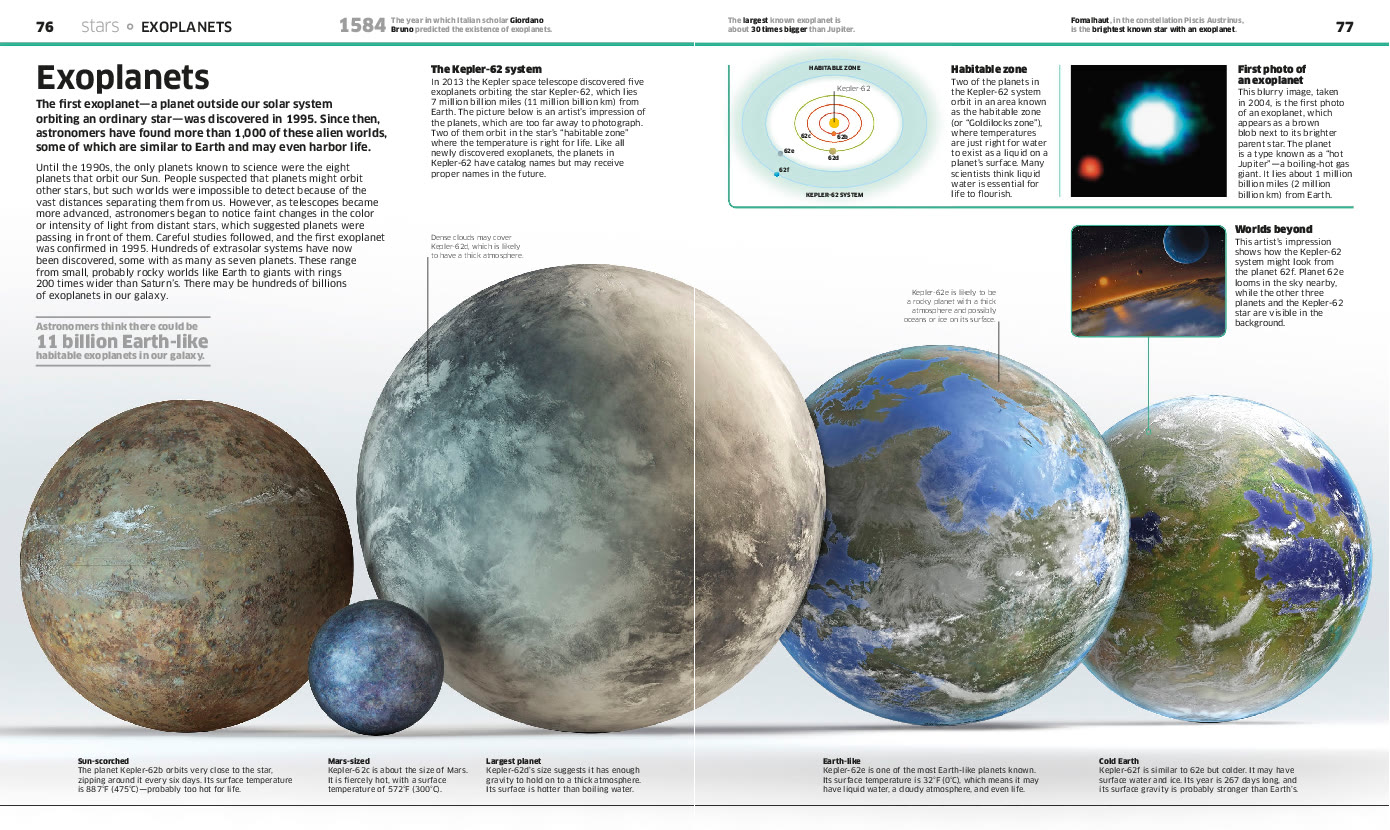 76 stars EXOPLANETS
1584 The year in which Italian scholar Giordano
Bruno predicted the existence of exoplanets.
The largest known exoplanet is
about 30 times bigger than Jupiter.
Fomalhaut, in the constellation Piscis Austrinus,
is the brightest known star with an exoplanet.
77
Exoplanets
The first exoplanet—a planet outside our solar system
orbiting an ordinary star—was discovered in 1995. Since then,
astronomers have found more than 1,000 of these alien worlds,
some of which are similar to Earth and may even harbor life.
Until the 1990s, the only planets known to science were the eight
planets that orbit our Sun. People suspected that planets might orbit
other stars, but such worlds were impossible to detect because of the
vast distances separating them from us. However, as telescopes became
more advanced, astronomers began to notice faint changes in the color
or intensity of light from distant stars, which suggested planets were
passing in front of them. Careful studies followed, and the first exoplanet
was confirmed in 1995. Hundreds of extrasolar systems have now
been discovered, some with as many as seven planets. These range
from small, probably rocky worlds like Earth to giants with rings
200 times wider than Saturn's. There may be hundreds of billions
of exoplanets in our galaxy.
Astronomers think there could be
11 billion Earth-like
habitable exoplanets in our galaxy.
The Kepler-62 system
In 2013 the Kepler space telescope discovered five
exoplanets orbiting the star Kepler-62, which lies
7 million billion miles (11 million billion km) from
Earth. The picture below is an artist's impression of
the planets, which are too far away to photograph.
Two of them orbit in the star's "habitable zone"
where the temperature is right for life. Like all
newly discovered exoplanets, the planets in
Kepler-62 have catalog names but may receive
proper names in the future.
Dense clouds may cover
Kepler-62d, which is likely
to have a thick atmosphere.
HABITABLE ZONE
Kepler-62
62c
62b
62e
62d
62f
KEPLER-62 SYSTEM
Habitable zone
Two of the planets in
the Kepler-62 system
orbit in an area known
as the habitable zone
(or "Goldilocks zone"),
where temperatures
are just right for water
to exist as a liquid on a
planet's surface. Many
scientists think liquid
water is essential for
life to flourish.
First photo of
an exoplanet
This blurry image, taken
in 2004, is the first photo
of an exoplanet, which
appears as a brown
blob next to its brighter
parent star. The planet
is a type known as a "hot
Jupiter"—a boiling-hot gas
giant. It lies about 1 million
billion miles (2 million
billion km) from Earth.
Worlds beyond
This artist's impression
shows how the Kepler-62
system might look from
the planet 62f. Planet 62e
looms in the sky nearby,
while the other three
planets and the Kepler-62
star are visible in the
background.
Kepler-62e is likely to be
a rocky planet with a thick
atmosphere and possibly
oceans or ice on its surface.
Sun-scorched
The planet Kepler-62b orbits very close to the star,
zipping around it every six days. Its surface temperature
is 887°F (475°C)—probably too hot for life.
Mars-sized
Kepler-62c is about the size of Mars.
It is fiercely hot, with a surface
temperature of 572°F (300°C).
Largest planet
Kepler-62d's size suggests it has enough
gravity to hold on to a thick atmosphere.
Its surface is hotter than boiling water.
Earth-like
Kepler-62e is one of the most Earth-like planets known.
Its surface temperature is 32°F (0°C), which means it may
have liquid water, a cloudy atmosphere, and even life.
Cold Earth
Kepler-62f is similar to 62e but colder. It may have
surface water and ice. Its year is 267 days long, and
its surface gravity is probably stronger than Earth's.